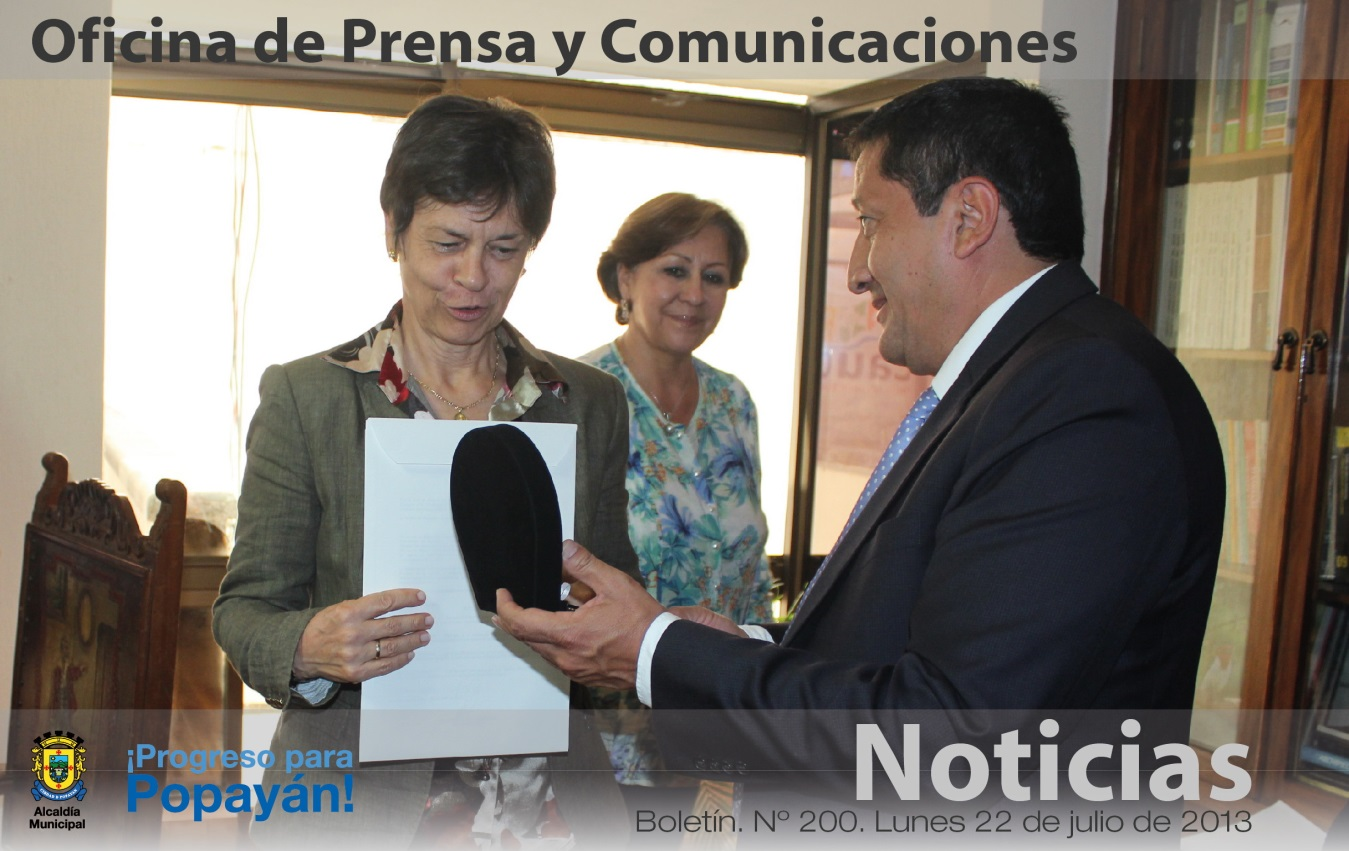 Oficina de Prensa y Comunicaciones
¡Progreso para
Popayán!
Alcaldía
Municipal
Noticias
Boletín. Nº 200. Lunes 22 de julio de 2013